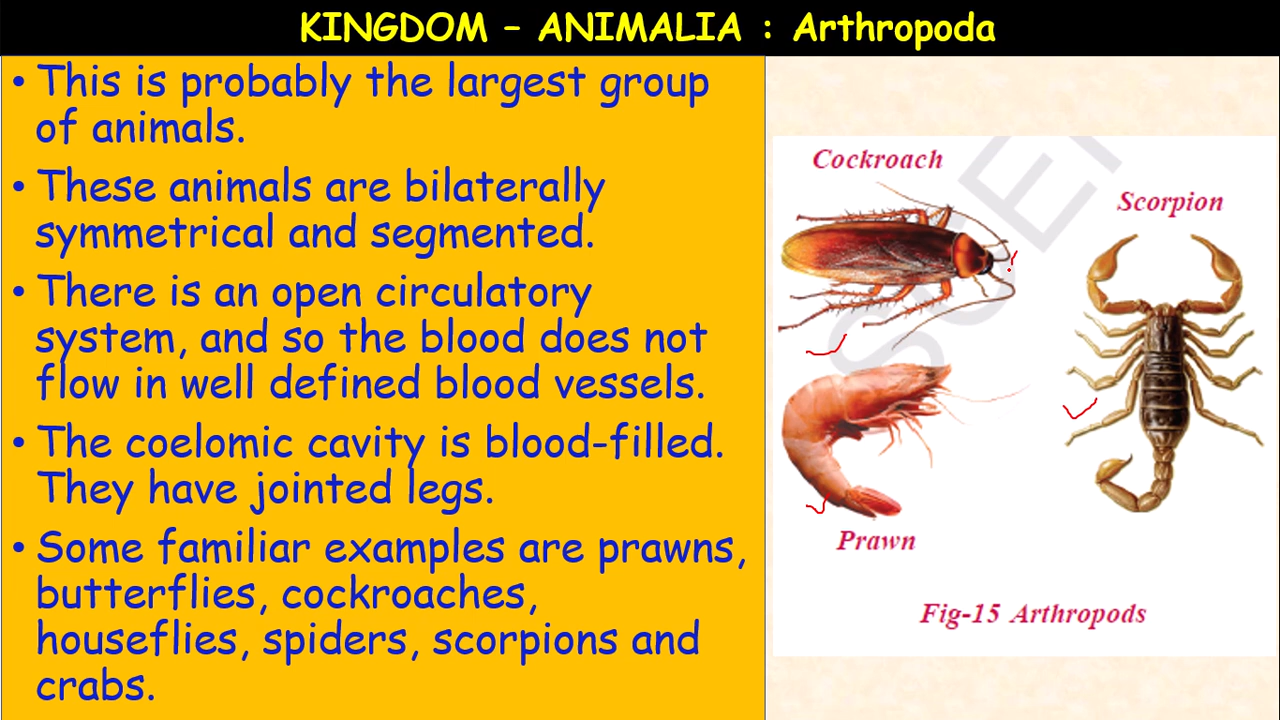 KINGDOM – ANIMALIA : Arthropoda
• This is probably the largest group
of animals.
• These animals are bilaterally
symmetrical and segmented.
• There is an open circulatory
system, and so the blood does not
flow in well defined blood vessels.
• The coelomic cavity is blood-filled.
They have jointed legs.
• Some familiar examples are prawns,
butterflies, cockroaches,
houseflies, spiders, scorpions and
crabs.
Cockroach
Scorpion
Prawn
Fig-15 Arthropods